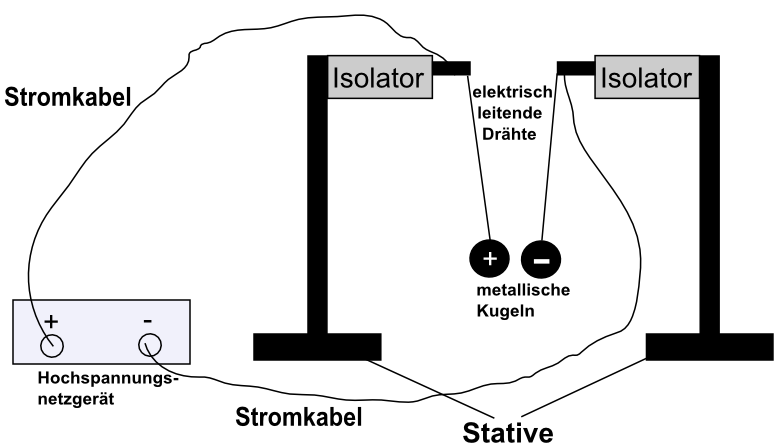 Isolator
Isolator
Stromkabel
elektrisch
leitende
Drähte
+
-
metallische
Kugeln
+
-
Hochspannungs-
netzgerät
Stromkabel
Stative